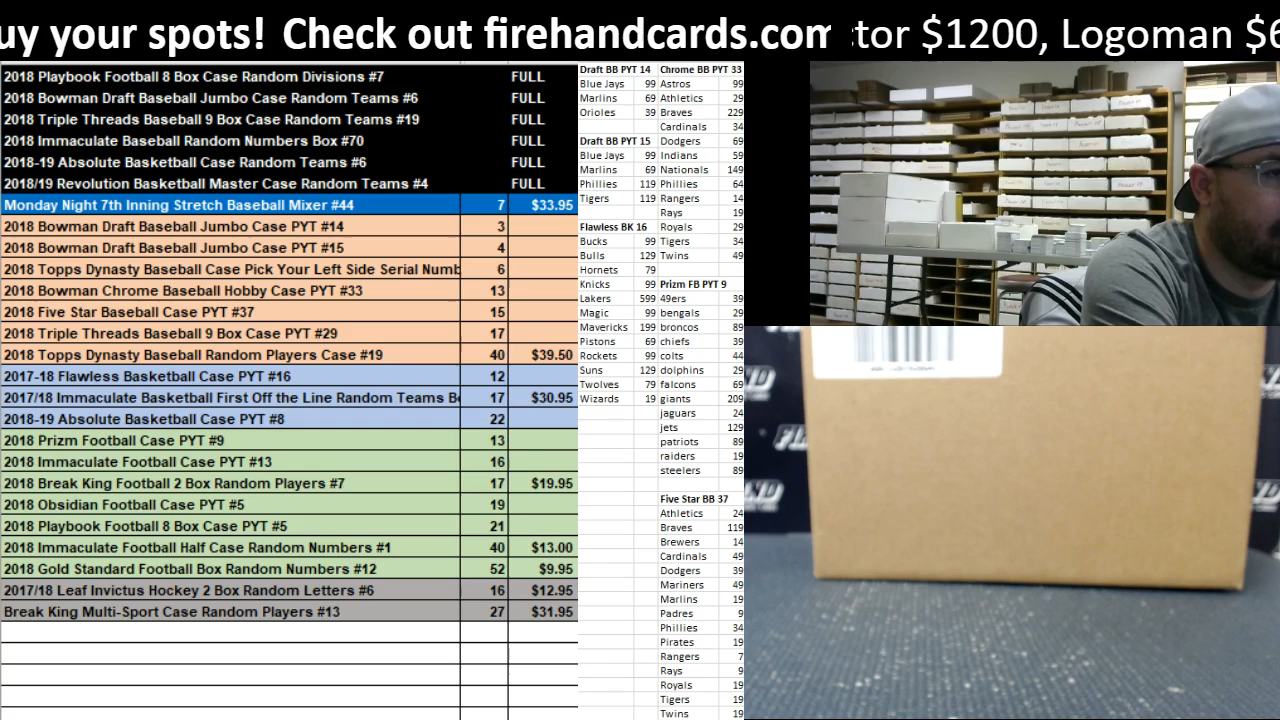 uy your spots! Check out firehandcards.com
tor $1200, Logoman $6
2018 Playbook Football 8 Box Case Random Divisions #7 FULL
2018 Bowman Draft Baseball Jumbo Case Random Teams #6 FULL
2018 Triple Threads Baseball 9 Box Case Random Teams #19 FULL
2018 Immaculate Baseball Random Numbers Box #70 FULL
2018-19 Absolute Basketball Case Random Teams #6 FULL
2018/19 Revolution Basketball Master Case Random Teams #4 FULL
Monday Night 7th Inning Stretch Baseball Mixer #44 7 $33.95
2018 Bowman Draft Baseball Jumbo Case PYT #14 3
2018 Bowman Draft Baseball Jumbo Case PYT #15 4
2018 Topps Dynasty Baseball Case Pick Your Left Side Serial Numb 6
2018 Bowman Chrome Baseball Hobby Case PYT #33 13
2018 Five Star Baseball Case PYT #37 15
2018 Triple Threads Baseball 9 Box Case PYT #29 17
2018 Topps Dynasty Baseball Random Players Case #19 40 $39.50
2017-18 Flawless Basketball Case PYT #16 12
2017/18 Immaculate Basketball First Off the Line Random Teams Bo 17 $30.95
2018-19 Absolute Basketball Case PYT #8 22
2018 Prizm Football Case PYT #9 13
2018 Immaculate Football Case PYT #13 16
2018 Break King Football 2 Box Random Players #7 17 $19.95
2018 Obsidian Football Case PYT #5 19
2018 Playbook Football 8 Box Case PYT #5 21
2018 Immaculate Football Half Case Random Numbers #1 40 $13.00
2018 Gold Standard Football Box Random Numbers #12 52 $9.95
2017/18 Leaf Invictus Hockey 2 Box Random Letters #6 16 $12.95
Break King Multi-Sport Case Random Players #13 27 $31.95
Draft BB PYT 14
Blue Jays 99
Marlins 69
Orioles 39
Draft BB PYT 15
Blue Jays 99
Marlins 69
Phillies 119
Tigers 119
Flawless BK 16
Bucks 99
Bulls 129
Hornets 79
Knicks 99
Lakers 599
Magic 99
Mavericks 199
Pistons 69
Rockets 99
Suns 129
Twolves 79
Wizards 19
Chrome BB PYT 33
Astros 99
Athletics 29
Braves 229
Cardinals 34
Dodgers 69
Indians 59
Nationals 149
Phillies 64
Rangers 14
Rays 19
Royals 29
Tigers 34
Twins 49
Prizm FB PYT 9
49ers 39
bengals 29
broncos 89
chiefs 39
colts 44
dolphins 29
falcons 69
giants 209
jaguars 24
jets 129
patriots 89
raiders 19
steelers 89
Five Star BB 37
Athletics 24
Braves 119
Brewers 14
Cardinals 49
Dodgers 39
Mariners 49
Marlins 19
Padres 9
Phillies 34
Pirates 19
Rangers 7
Rays 9
Royals 19
Tigers 19
Twins 19